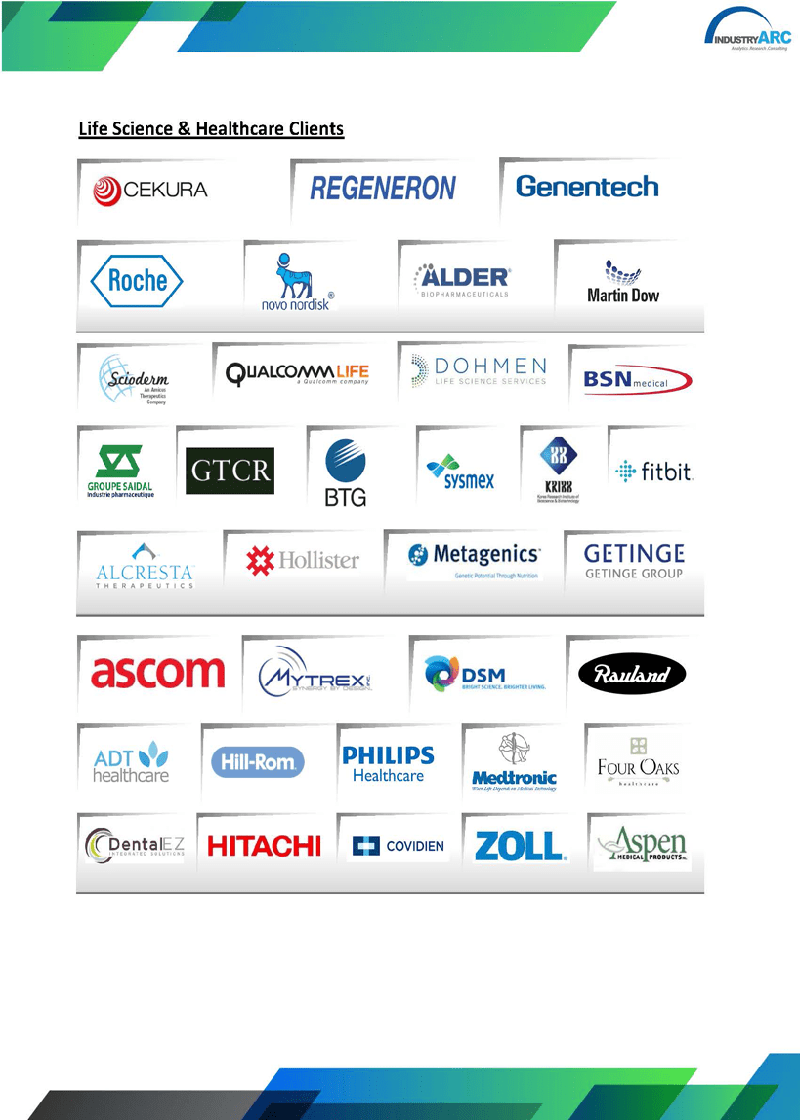 INDUSTRYARC
Analytics. Research. Consulting
Life Science & Healthcare Clients
CEKURA
REGENERON
Genentech
Roche
novo nordisk®
ALDER®
BIOPHARMACEUTICALS
Martin Dow
Scioderm
an Amicus
Therapeutics
Company
QUALCOMM LIFE
a Qualcomm company
DOHMEN
LIFE SCIENCE SERVICES
BSN mecical
GROUPE SAIDAL
Industrie pharmaceutique
GTCR
BTG
sysmex
Korea Research Institute of
Bioscience & Biotechnology
fitbit
ALCRESTA
THERAPEUTICS
Hollister
Metagenics®
Genetic Potential Through Nutrition
GETINGE
GETINGE GROUP
ascom
MYTREX INC.
SYNERGY BY DESIGN
DSM
BRIGHT SCIENCE. BRIGHTER LIVING.
Rauland
ADT
healthcare
Hill-Rom
PHILIPS
Healthcare
Medtronic
When Life Depends on Medical Technology
FOUR OAKS
healthcare
DentalEZ
INTEGRATED SOLUTIONS
HITACHI
COVIDIEN
ZOLL®
Aspen
MEDICAL PRODUCTS INC.